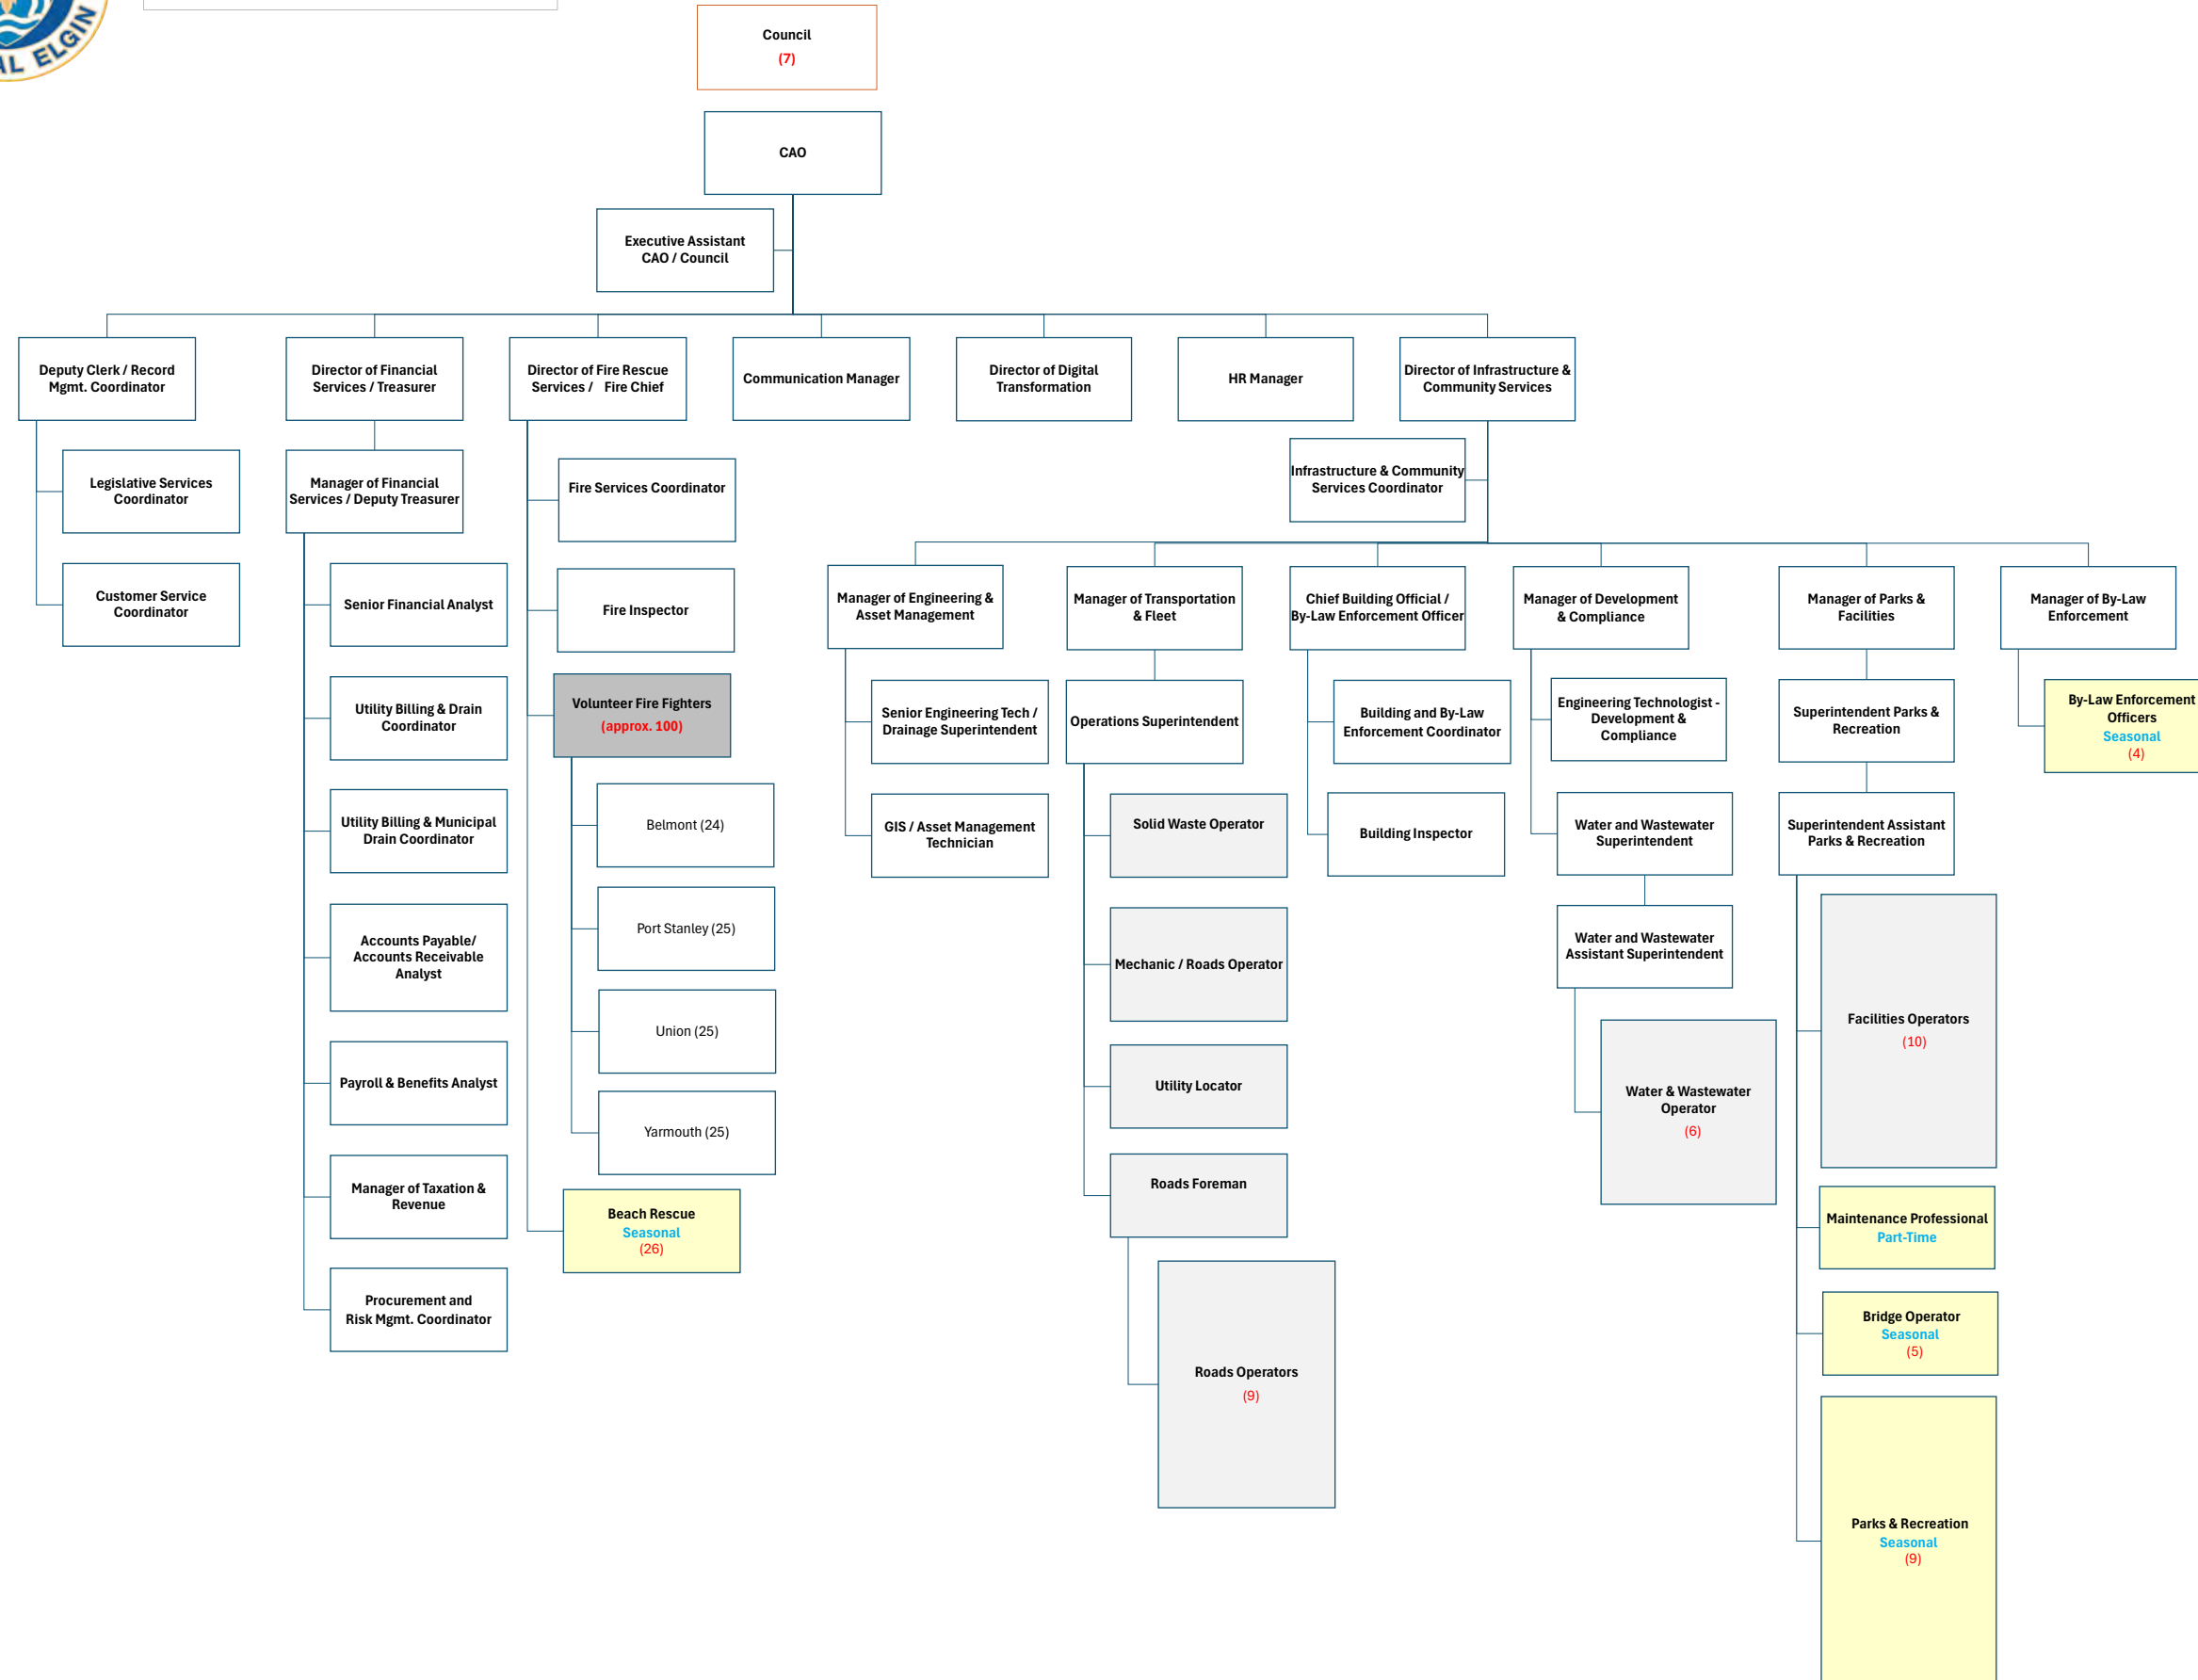 AL ELGIN
Council
(7)
CAO
Executive Assistant
CAO / Council
Deputy Clerk / Record
Mgmt. Coordinator
Director of Financial
Services / Treasurer
Director of Fire Rescue
Services / Fire Chief
Communication Manager
Director of Digital
Transformation
HR Manager
Director of Infrastructure &
Community Services
Legislative Services
Coordinator
Customer Service
Coordinator
Manager of Financial
Services / Deputy Treasurer
Senior Financial Analyst
Utility Billing & Drain
Coordinator
Utility Billing & Municipal
Drain Coordinator
Accounts Payable/
Accounts Receivable
Analyst
Payroll & Benefits Analyst
Manager of Taxation &
Revenue
Procurement and
Risk Mgmt. Coordinator
Fire Services Coordinator
Fire Inspector
Volunteer Fire Fighters
(approx. 100)
Belmont (24)
Port Stanley (25)
Union (25)
Yarmouth (25)
Beach Rescue
Seasonal
(26)
Infrastructure & Community
Services Coordinator
Manager of Engineering &
Asset Management
Senior Engineering Tech /
Drainage Superintendent
GIS / Asset Management
Technician
Manager of Transportation
& Fleet
Operations Superintendent
Solid Waste Operator
Mechanic / Roads Operator
Utility Locator
Roads Foreman
Roads Operators
(9)
Chief Building Official /
By-Law Enforcement Officer
Building and By-Law
Enforcement Coordinator
Building Inspector
Manager of Development
& Compliance
Engineering Technologist -
Development &
Compliance
Water and Wastewater
Superintendent
Water and Wastewater
Assistant Superintendent
Water & Wastewater
Operator
(6)
Manager of Parks &
Facilities
Superintendent Parks &
Recreation
Superintendent Assistant
Parks & Recreation
Facilities Operators
(10)
Maintenance Professional
Part-Time
Bridge Operator
Seasonal
(5)
Parks & Recreation
Seasonal
(9)
Manager of By-Law
Enforcement
By-Law Enforcement
Officers
Seasonal
(4)